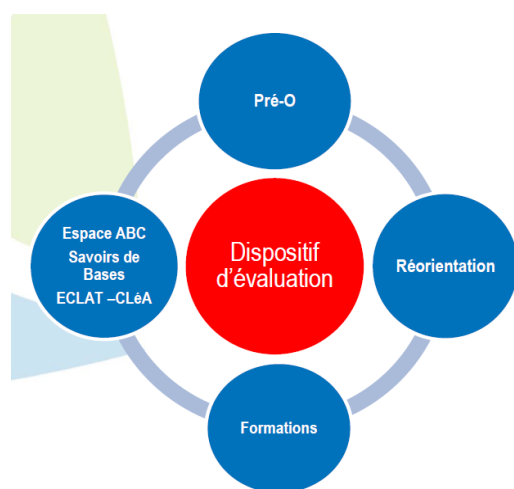 Pré-O
Espace ABC
Savoirs de
Bases
ECLAT –CLéA
Dispositif
d'évaluation
Réorientation
Formations